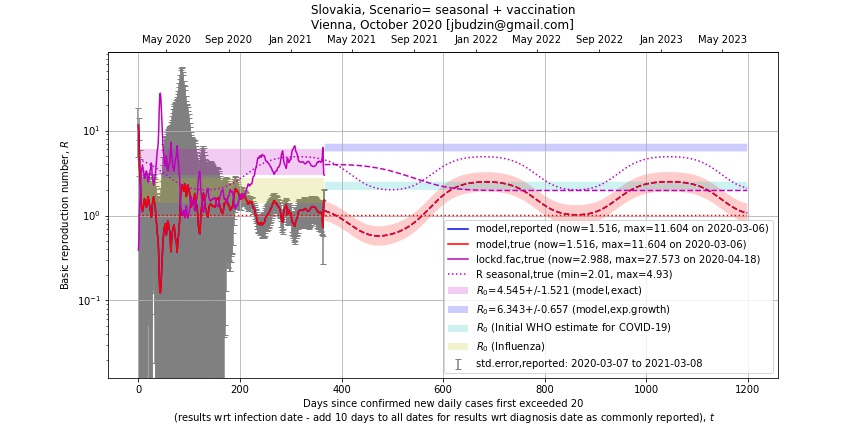 Slovakia, Scenario= seasonal + vaccination
Vienna, October 2020 [jbudzin@gmail.com]
May 2020 Sep 2020 Jan 2021 May 2021 Sep 2021 Jan 2022 May 2022 Sep 2022 Jan 2023 May 2023
Basic reproduction number, R
10¹
10⁰
10⁻¹
model,reported (now=1.516, max=11.604 on 2020-03-06)
model,true (now=1.516, max=11.604 on 2020-03-06)
lockd.fac,true (now=2.988, max=27.573 on 2020-04-18)
R seasonal,true (min=2.01, max=4.93)
R₀=4.545+/-1.521 (model,exact)
R₀=6.343+/-0.657 (model,exp.growth)
R₀ (Initial WHO estimate for COVID-19)
R₀ (Influenza)
std.error,reported: 2020-03-07 to 2021-03-08
0 200 400 600 800 1000 1200
Days since confirmed new daily cases first exceeded 20
(results wrt infection date - add 10 days to all dates for results wrt diagnosis date as commonly reported), t